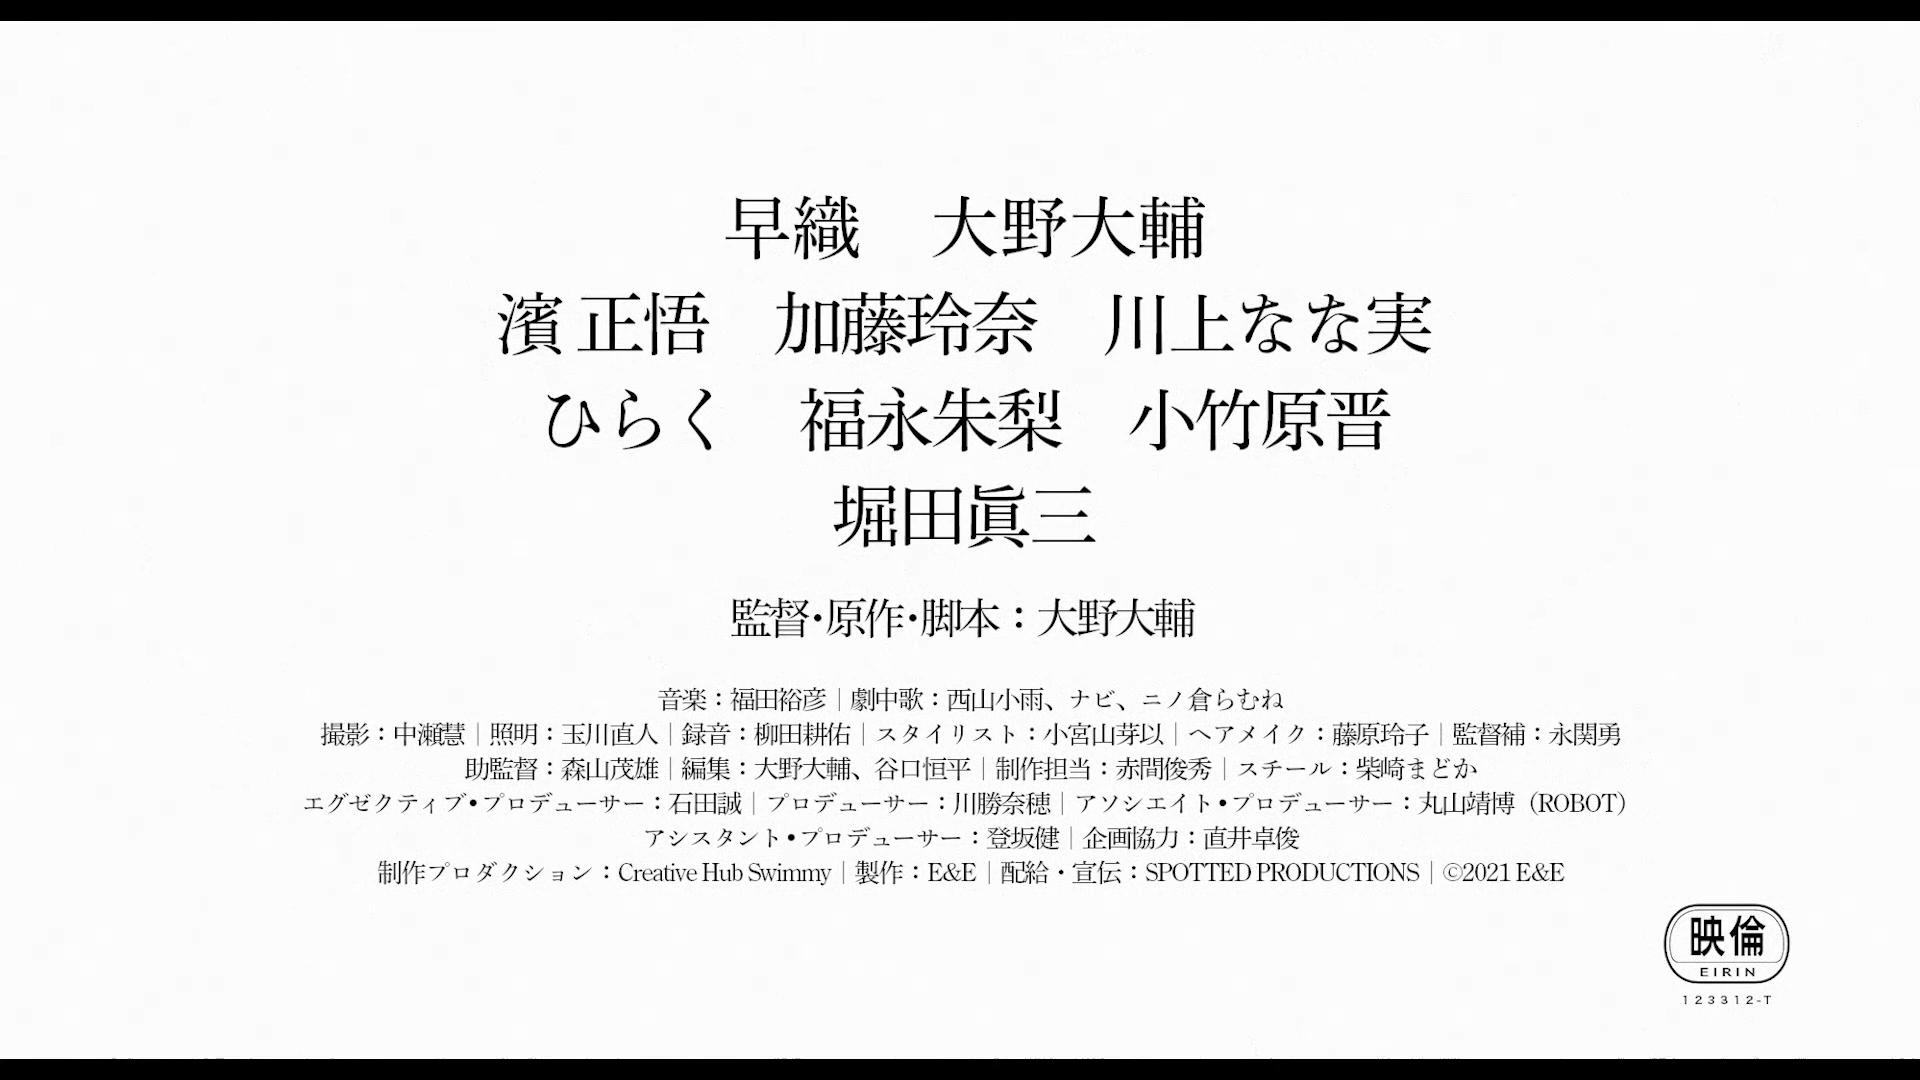 早織　大野大輔
濱 正悟　加藤玲奈　川上なな実
ひらく　福永朱梨　小竹原晋
堀田眞三
監督・原作・脚本：大野大輔
音楽：福田裕彦｜劇中歌：西山小雨、ナビ、ニノ倉らむね
撮影：中瀬慧｜照明：玉川直人｜録音：柳田耕佑｜スタイリスト：小宮山芽以｜ヘアメイク：藤原玲子｜監督補：永関勇
助監督：森山茂雄｜編集：大野大輔、谷口恒平｜制作担当：赤間俊秀｜スチール：柴崎まどか
エグゼクティブ・プロデューサー：石田誠｜プロデューサー：川勝奈穂｜アソシエイト・プロデューサー：丸山靖博（ROBOT）
アシスタント・プロデューサー：登坂健｜企画協力：直井卓俊
制作プロダクション：Creative Hub Swimmy｜製作：E&E｜配給・宣伝：SPOTTED PRODUCTIONS｜©2021 E&E
映倫
EIRIN
123312-T